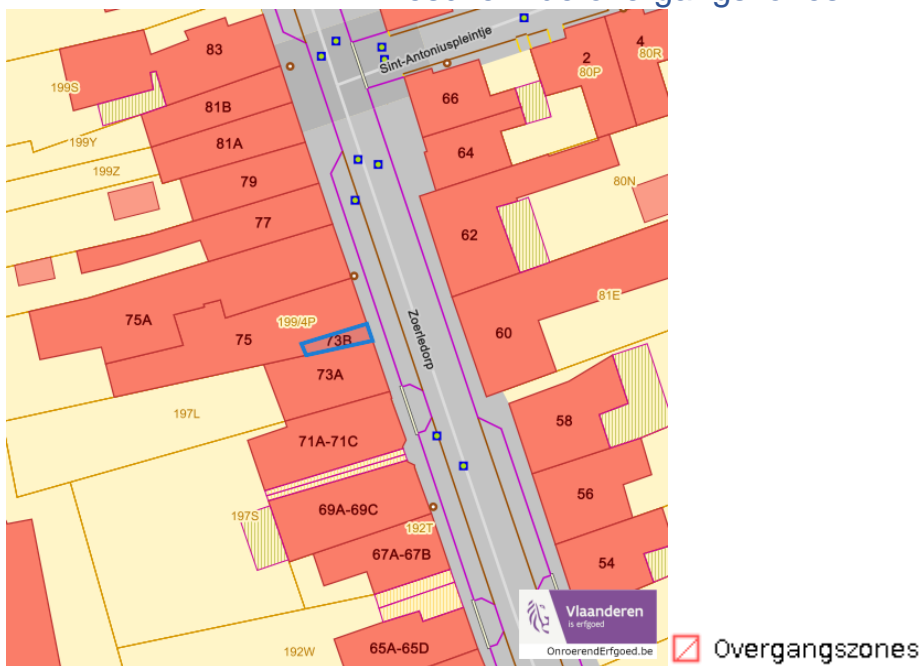 83
Sint-Antoniuspleintje
2
4
80P
80R
199S
66
81B
199Y
81A
64
199Z
79
80N
77
62
81E
75A
199/4P
75
73B
Zoerledorp
60
73A
197L
58
71A-71C
56
69A-69C
197S
192T
67A-67B
54
Vlaanderen
is erfgoed
OnroerendErfgoed.be
192W
65A-65D
Overgangszones